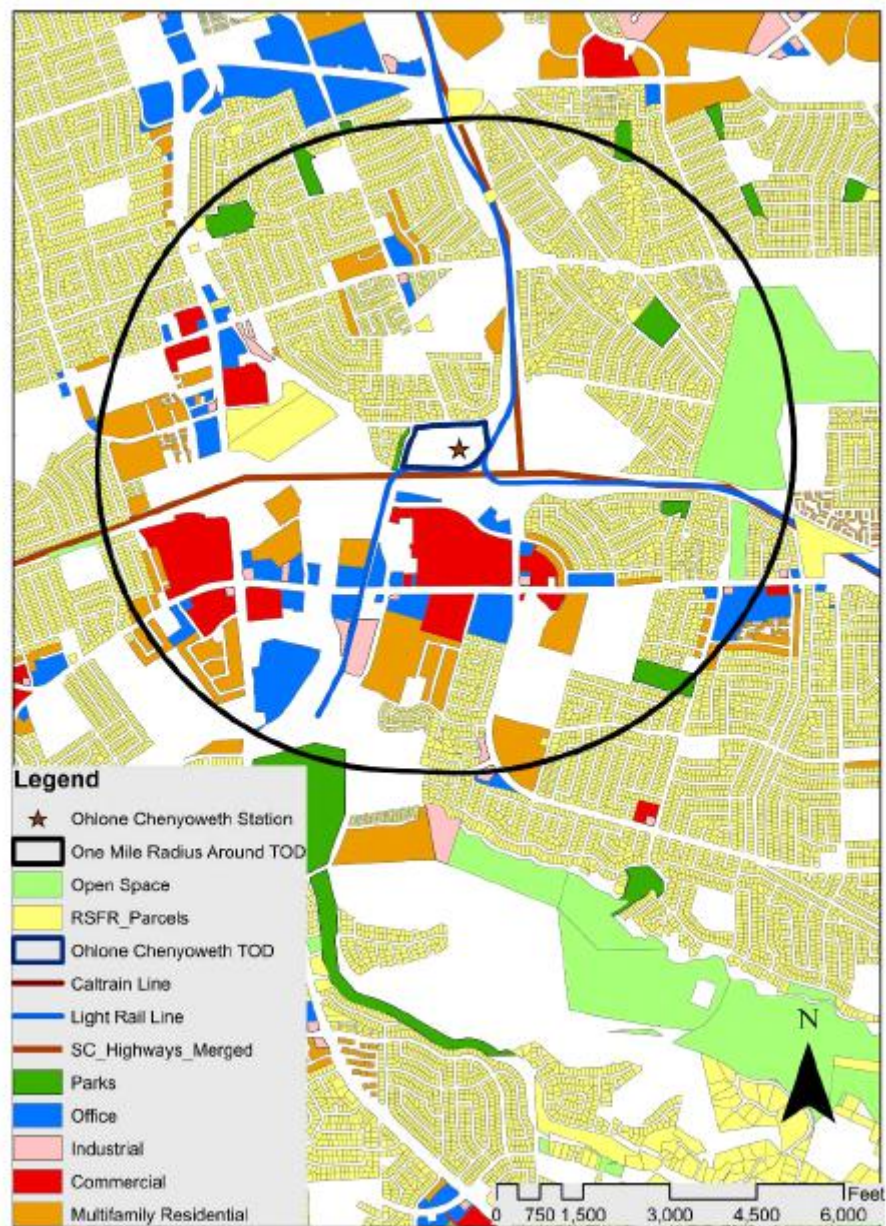 N
Legend
Ohlone Chenyoweth Station
One Mile Radius Around TOD
Open Space
RSFR_Parcels
Ohlone Chenyoweth TOD
Caltrain Line
Light Rail Line
SC_Highways_Merged
Parks
Office
Industrial
Commercial
Multifamily Residential
Feet
0 750 1,500 3,000 4,500 6,000